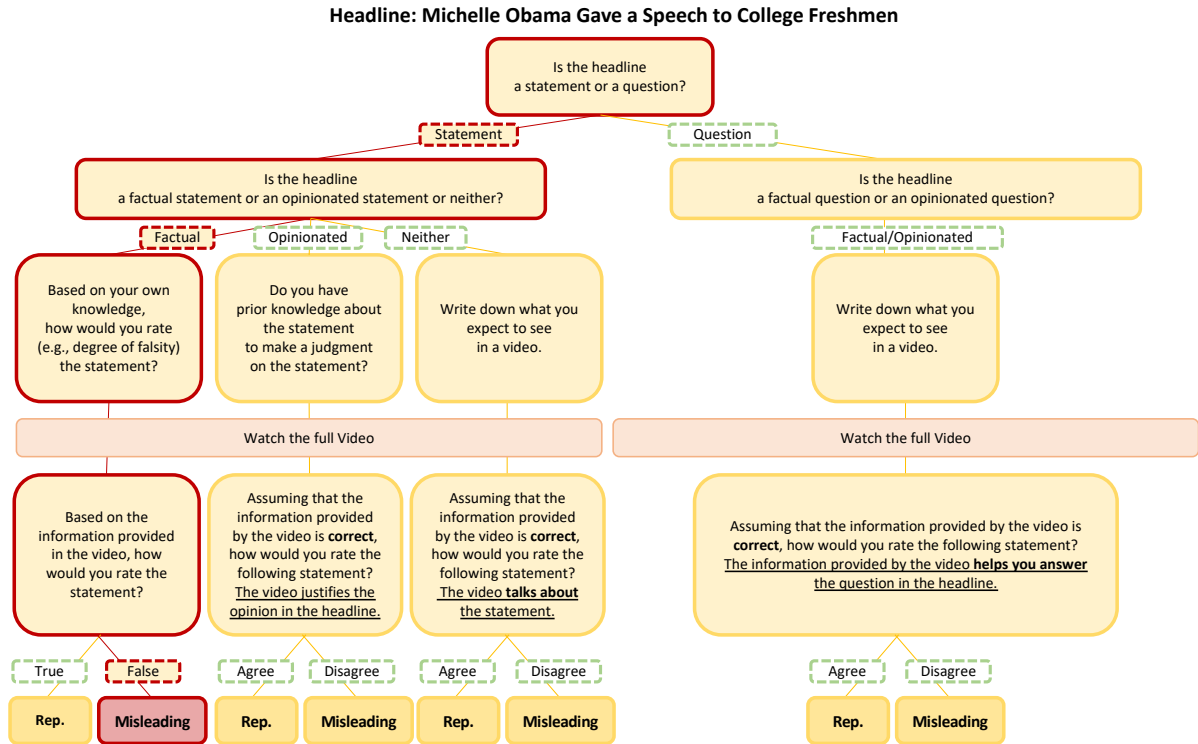 Headline: Michelle Obama Gave a Speech to College Freshmen
Is the headline
a statement or a question?
Statement
Question
Is the headline
a factual statement or an opinionated statement or neither?
Is the headline
a factual question or an opinionated question?
Factual
Opinionated
Neither
Factual/Opinionated
Based on your own
knowledge,
how would you rate
(e.g., degree of falsity)
the statement?
Do you have
prior knowledge about
the statement
to make a judgment
on the statement?
Write down what you
expect to see
in a video.
Write down what you
expect to see
in a video.
Watch the full Video
Watch the full Video
Based on the
information provided
in the video, how
would you rate the
statement?
Assuming that the
information provided
by the video is correct,
how would you rate the
following statement?
The video justifies the
opinion in the headline.
Assuming that the
information provided
by the video is correct,
how would you rate the
following statement?
The video talks about
the statement.
Assuming that the information provided by the video is
correct, how would you rate the following statement?
The information provided by the video helps you answer
the question in the headline.
True
False
Agree
Disagree
Agree
Disagree
Agree
Disagree
Rep.
Misleading
Rep.
Misleading
Rep.
Misleading
Rep.
Misleading